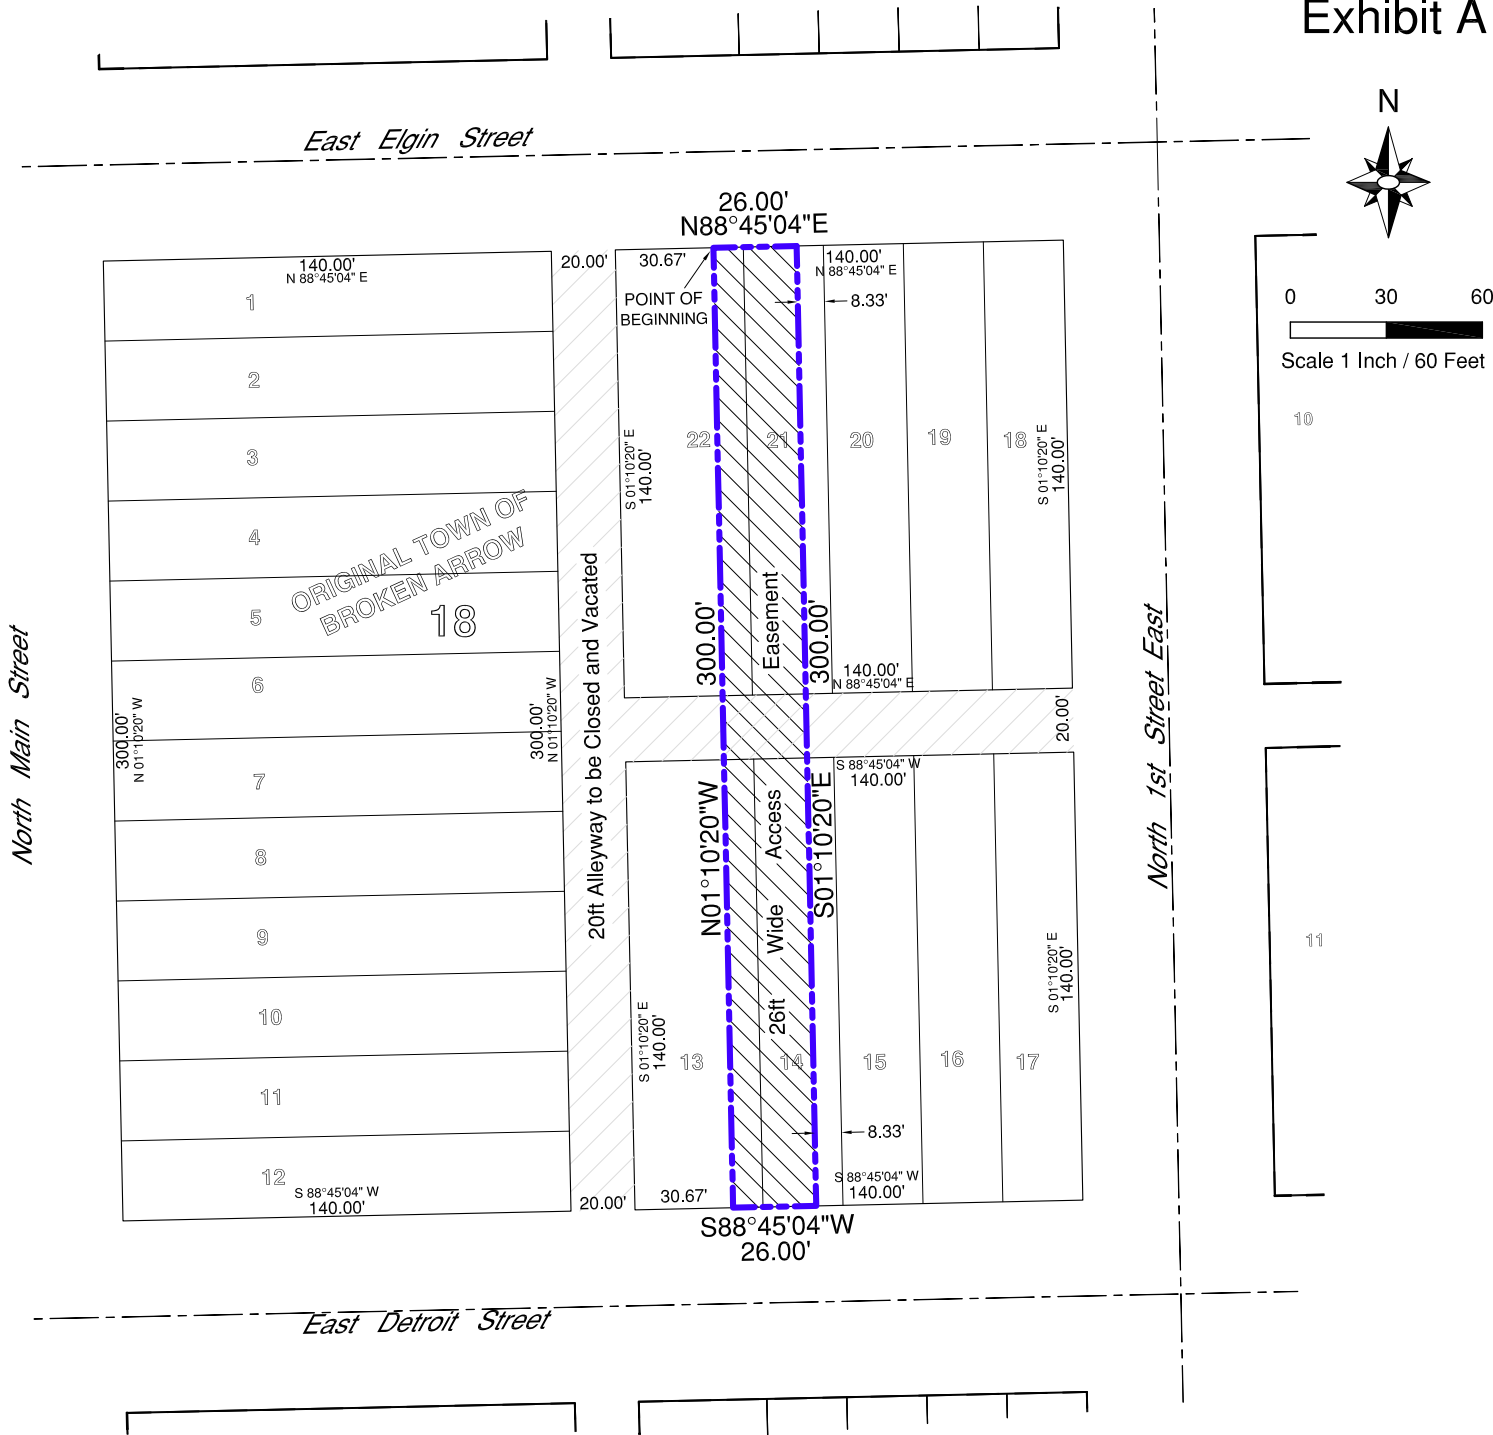 Exhibit A
N
0 30 60
Scale 1 Inch / 60 Feet
East Elgin Street
26.00'
N88°45'04"E
140.00'
N 88°45'04" E
20.00'
30.67'
140.00'
N 88°45'04" E
POINT OF
BEGINNING
8.33'
1
2
3
4
5
6
7
8
9
10
11
12
22
21
20
19
18
10
S 01°10'20" E
140.00'
S 01°10'20" E
140.00'
ORIGINAL TOWN OF
BROKEN ARROW
18
20ft Alleyway to be Closed and Vacated
300.00'
300.00'
26ft Wide Access Easement
140.00'
N 88°45'04" E
20.00'
300.00'
N 01°10'20" W
300.00'
N 01°10'20" W
North Main Street
North 1st Street East
S 88°45'04" W
140.00'
N01°10'20"W
S01°10'20"E
11
S 01°10'20" E
140.00'
S 01°10'20" E
140.00'
13
14
15
16
17
8.33'
S 88°45'04" W
140.00'
20.00'
30.67'
S 88°45'04" W
140.00'
S88°45'04"W
26.00'
East Detroit Street